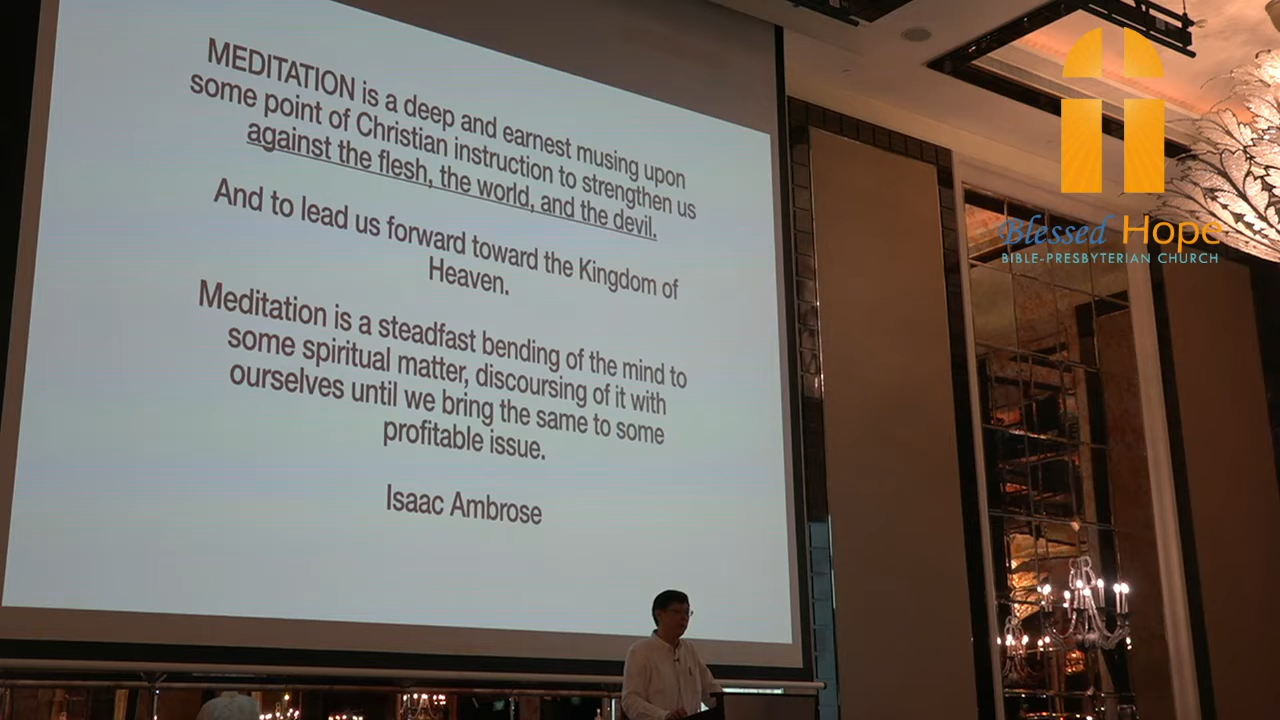 MEDITATION is a deep and earnest musing upon
some point of Christian instruction to strengthen us
against the flesh, the world, and the devil.
And to lead us forward toward the Kingdom of
Heaven.
Meditation is a steadfast bending of the mind to
some spiritual matter, discoursing of it with
ourselves until we bring the same to some
profitable issue.
Isaac Ambrose
Blessed Hope
BIBLE-PRESBYTERIAN CHURCH